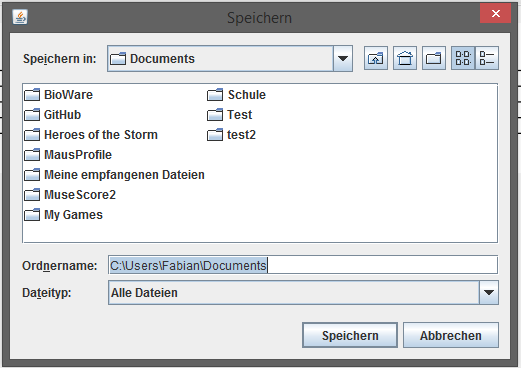 Speichern
Speichern in: Documents
BioWare
GitHub
Heroes of the Storm
MausProfile
Meine empfangenen Dateien
MuseScore2
My Games
Schule
Test
test2
Ordnername: C:\Users\Fabian\Documents
Dateityp: Alle Dateien
Speichern Abbrechen